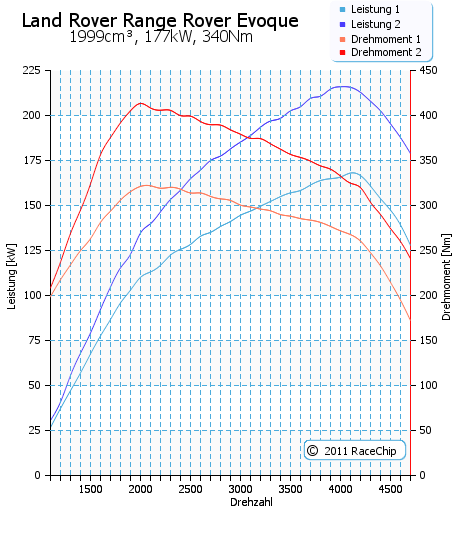 Land Rover Range Rover Evoque
1999cm³, 177kW, 340Nm
Leistung 1
Leistung 2
Drehmoment 1
Drehmoment 2
225
200
175
150
125
100
75
50
25
0
Leistung [kW]
450
400
350
300
250
200
150
100
50
0
Drehmoment [Nm]
© 2011 RaceChip
1500 2000 2500 3000 3500 4000 4500
Drehzahl